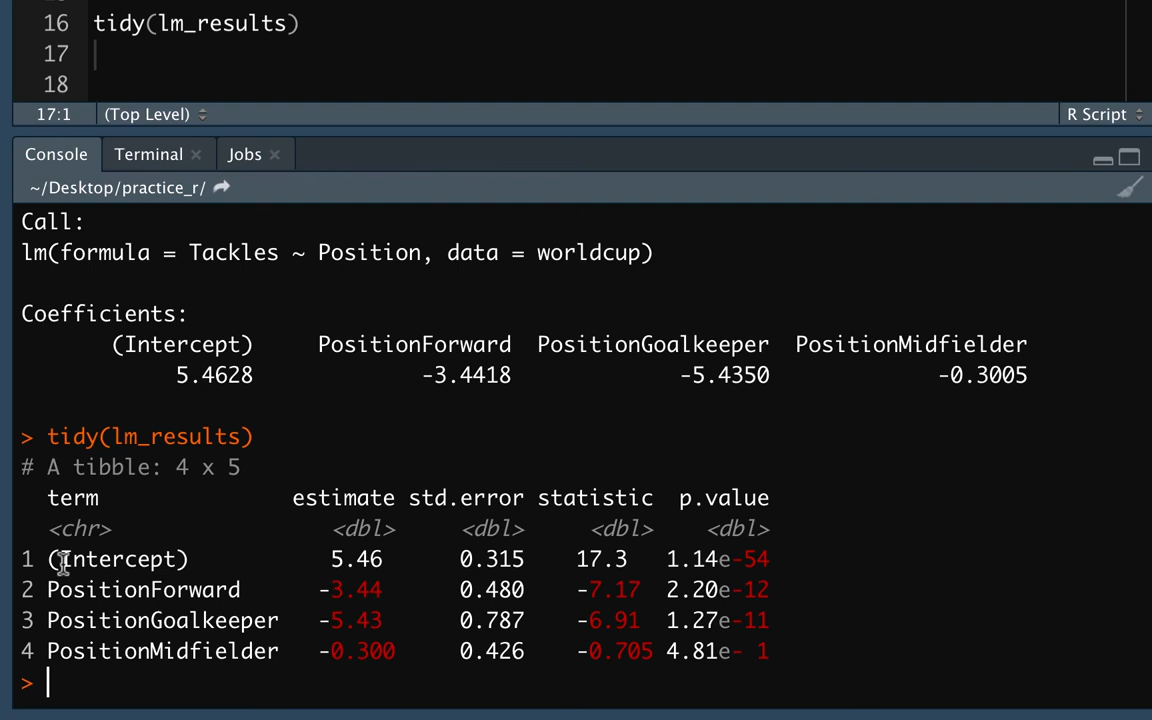 16 tidy(lm_results)
17
18
17:1 (Top Level) R Script
Console Terminal × Jobs ×
~/Desktop/practice_r/
Call:
lm(formula = Tackles ~ Position, data = worldcup)
Coefficients:
(Intercept) PositionForward PositionGoalkeeper PositionMidfielder
5.4628 -3.4418 -5.4350 -0.3005
> tidy(lm_results)
# A tibble: 4 x 5
term estimate std.error statistic p.value
<chr> <dbl> <dbl> <dbl> <dbl>
1 (Intercept) 5.46 0.315 17.3 1.14e-54
2 PositionForward -3.44 0.480 -7.17 2.20e-12
3 PositionGoalkeeper -5.43 0.787 -6.91 1.27e-11
4 PositionMidfielder -0.300 0.426 -0.705 4.81e- 1
>